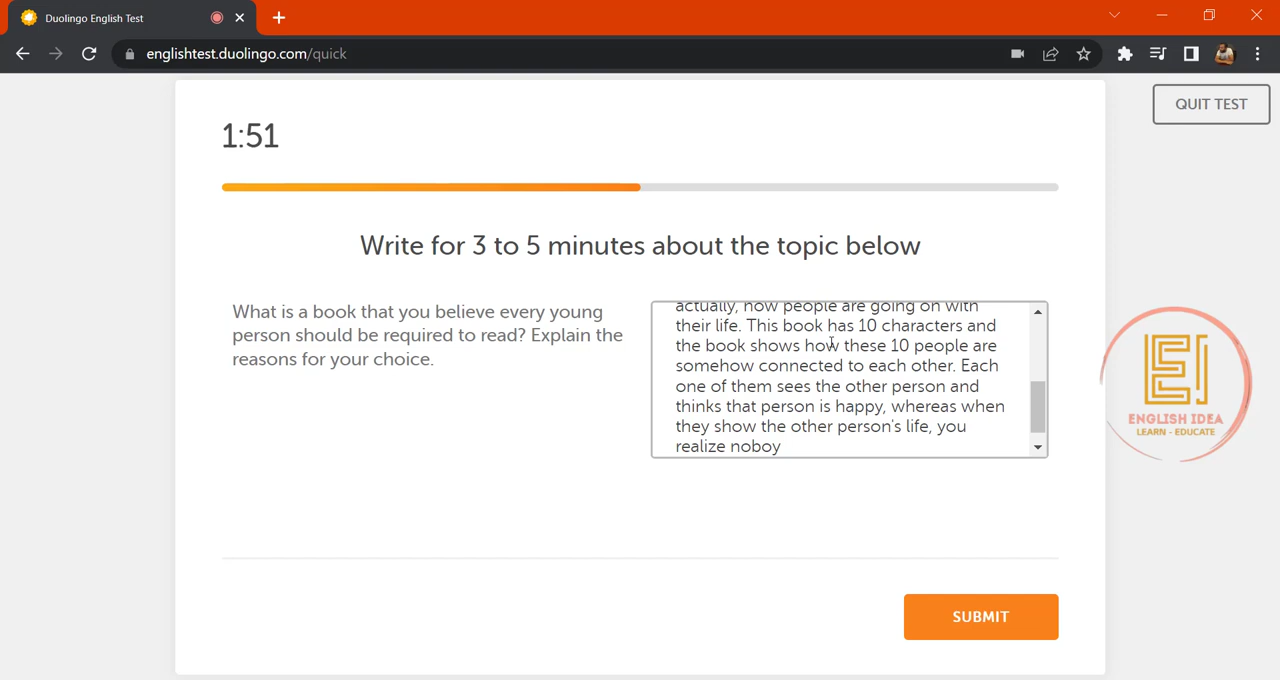 Duolingo English Test
englishtest.duolingo.com/quick
QUIT TEST
1:51
Write for 3 to 5 minutes about the topic below
What is a book that you believe every young
person should be required to read? Explain the
reasons for your choice.
actually, how people are going on with
their life. This book has 10 characters and
the book shows how these 10 people are
somehow connected to each other. Each
one of them sees the other person and
thinks that person is happy, whereas when
they show the other person's life, you
realize noboy
ENGLISH IDEA
LEARN - EDUCATE
SUBMIT